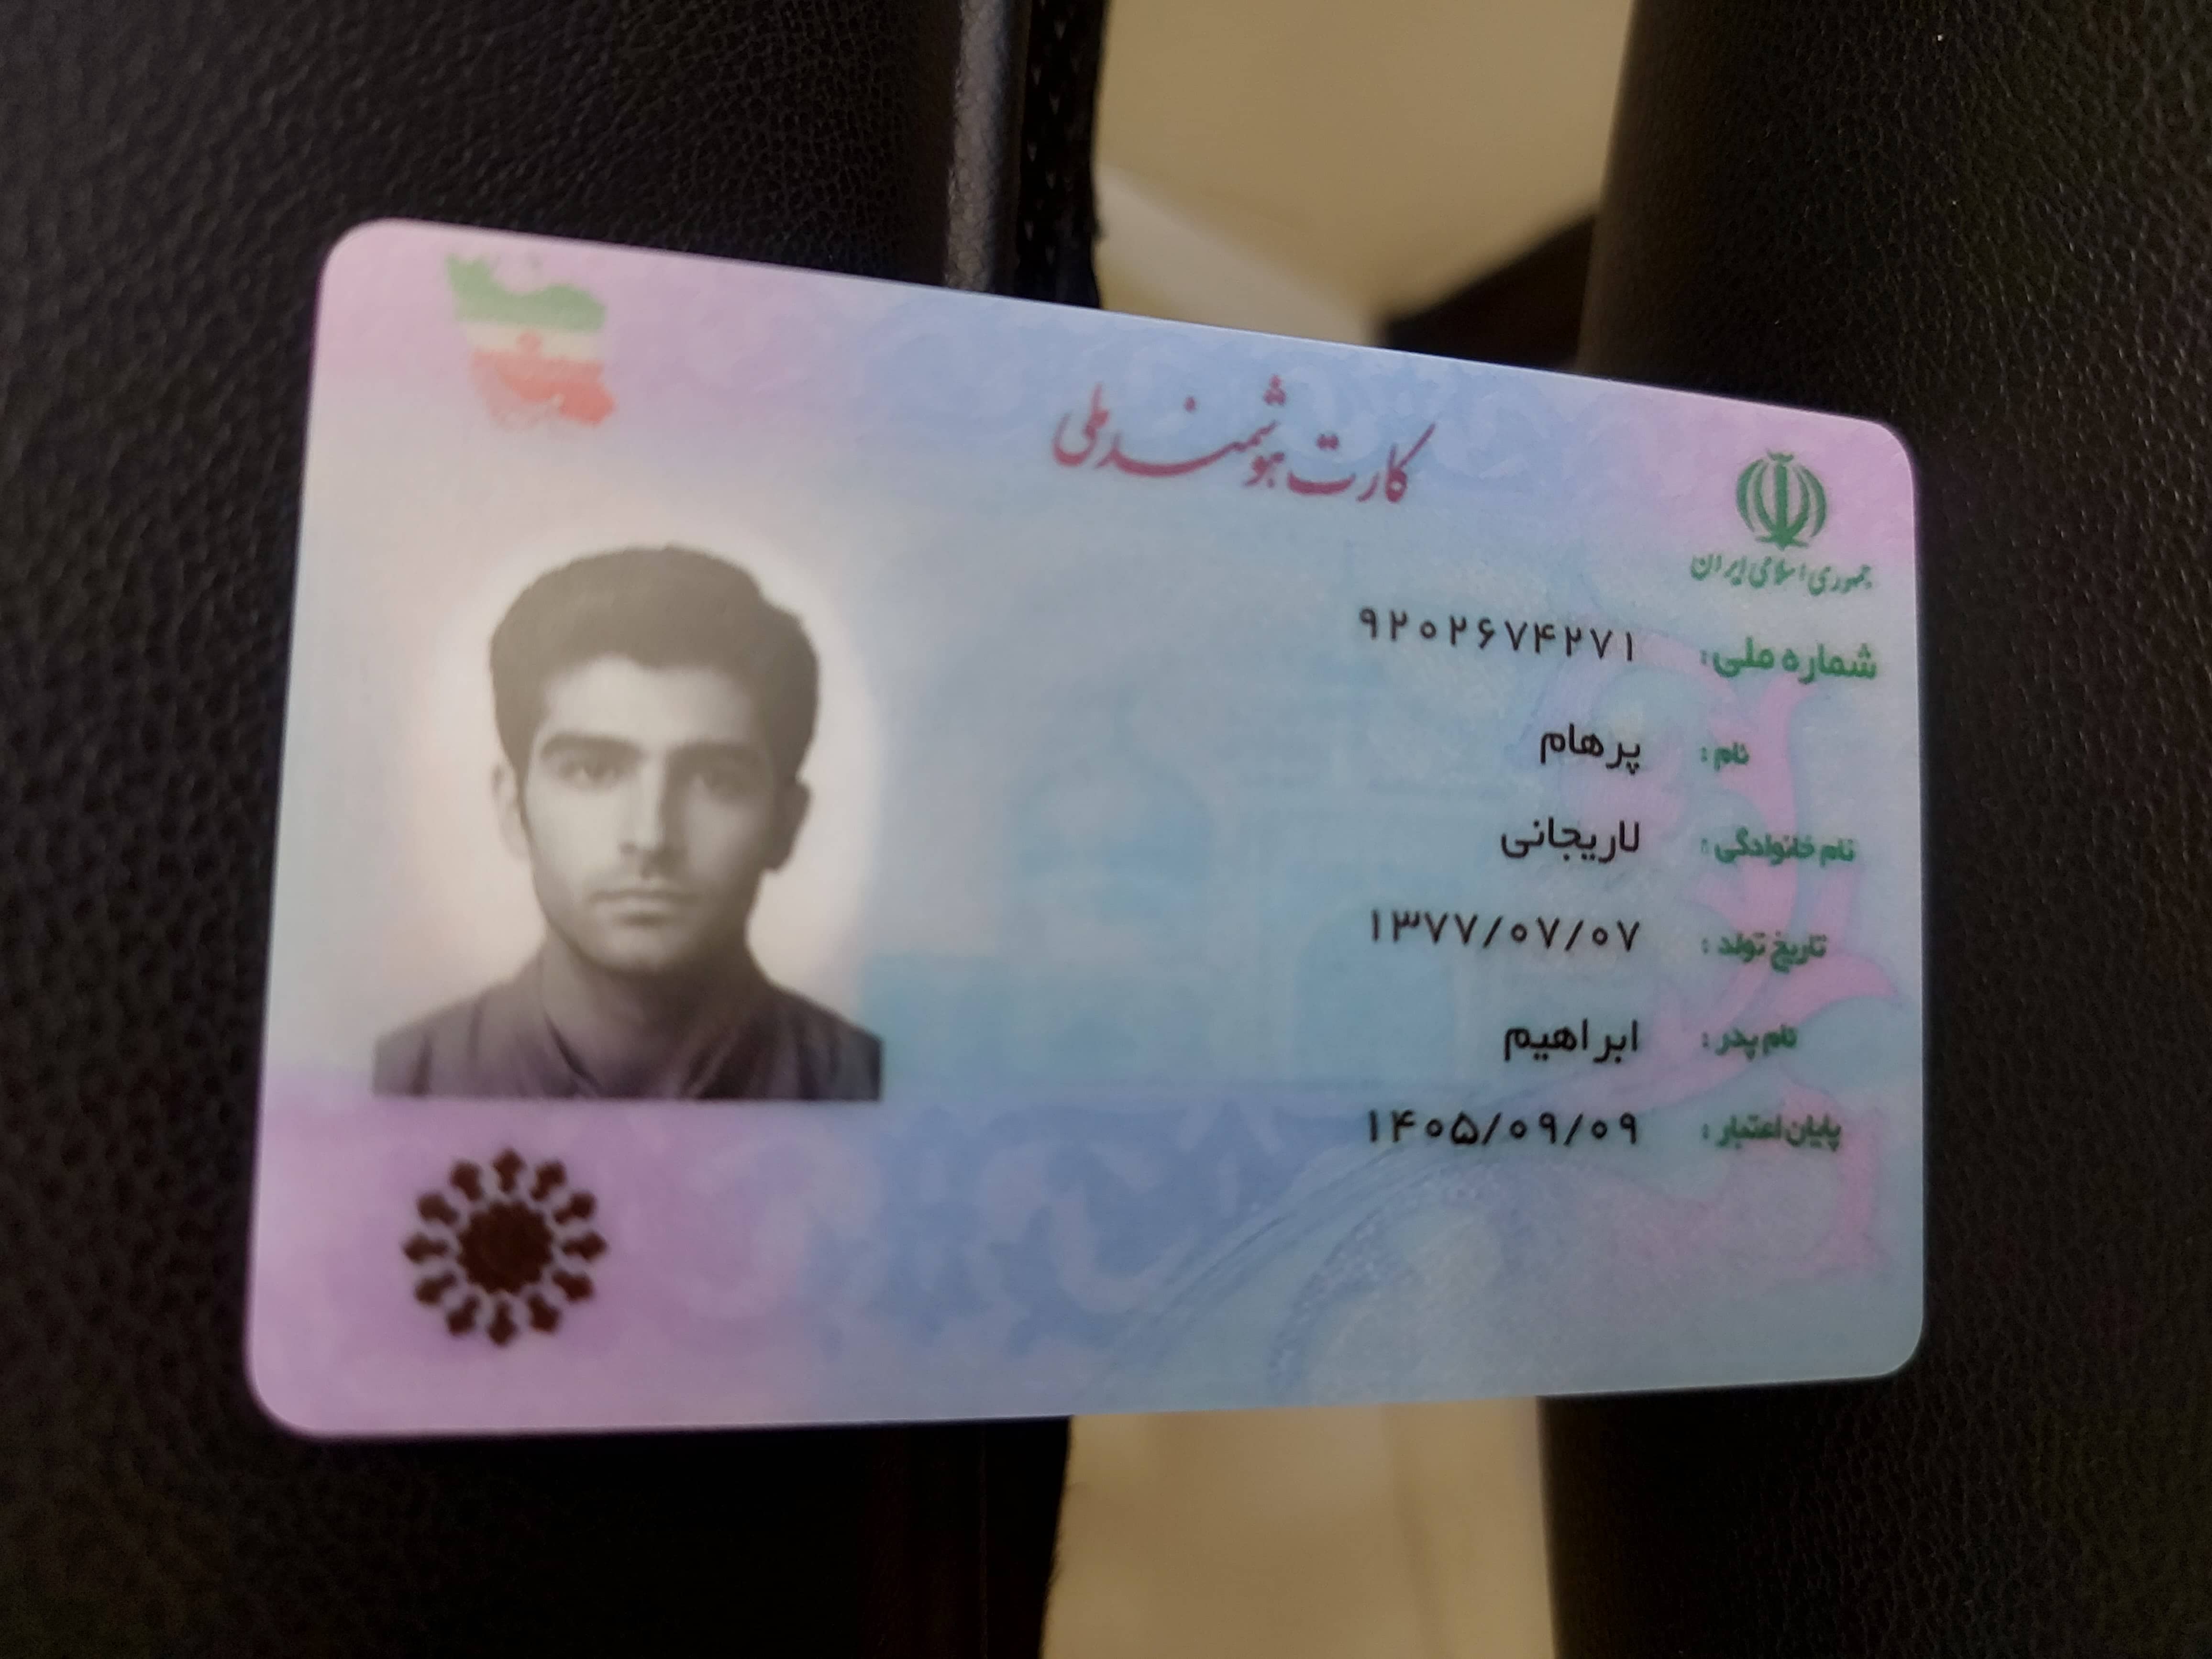 کارت هوشمند ملی
جمهوری اسلامی ایران
شماره ملی: ۹۲۰۲۶۷۴۲۷۱
نام: پرهام
نام خانوادگی: لاریجانی
تاریخ تولد: ۱۳۷۷/۰۷/۰۷
نام پدر: ابراهیم
پایان اعتبار: ۱۴۰۵/۰۹/۰۹